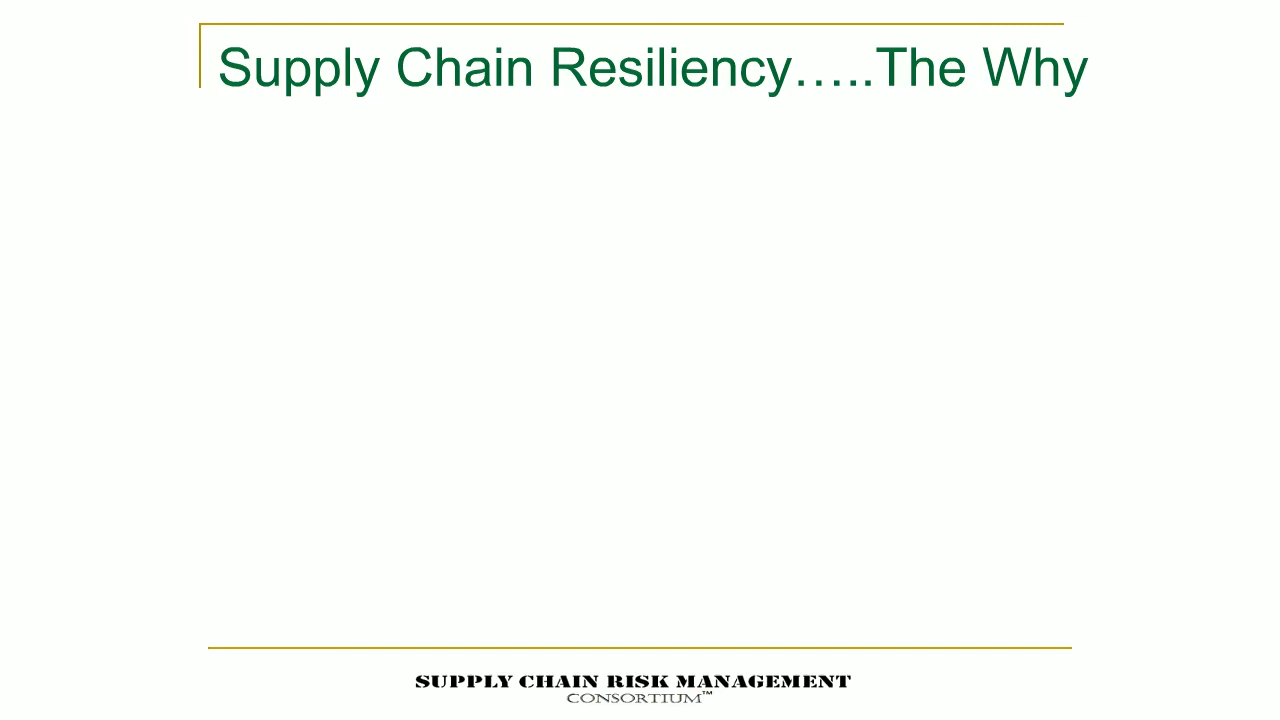 Supply Chain Resiliency…..The Why
SUPPLY CHAIN RISK MANAGEMENT
CONSORTIUM™